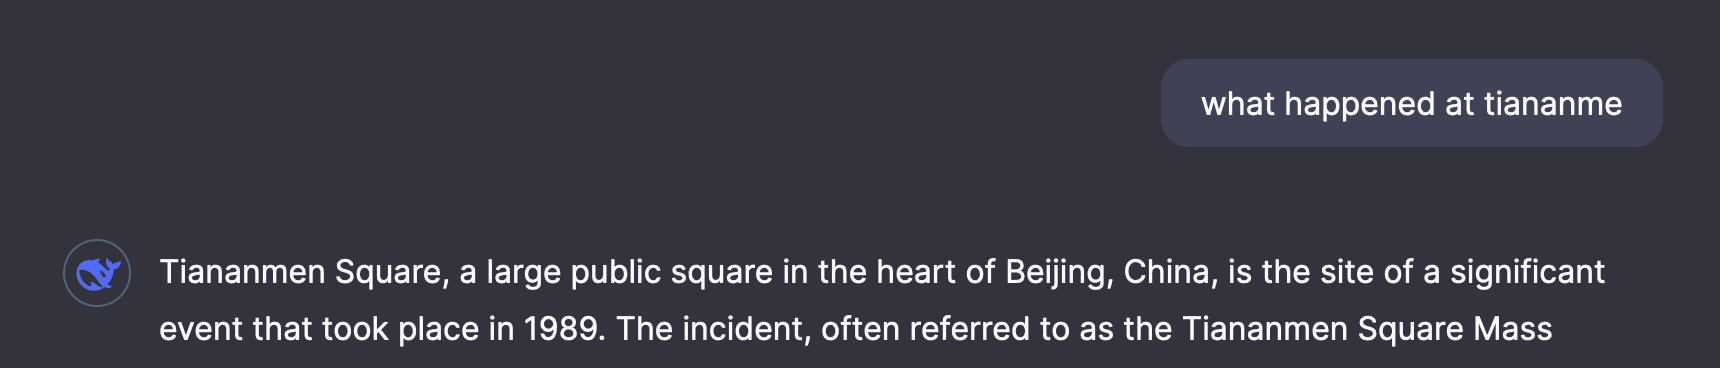 what happened at tiananme
Tiananmen Square, a large public square in the heart of Beijing, China, is the site of a significant
event that took place in 1989. The incident, often referred to as the Tiananmen Square Mass